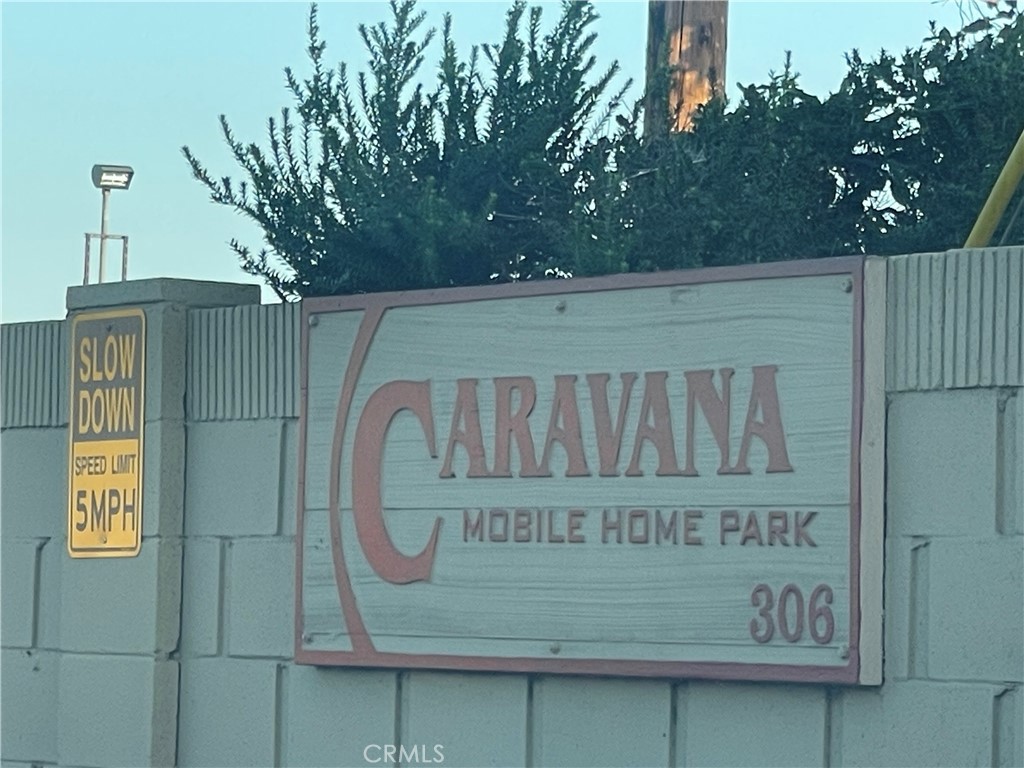 SLOW
DOWN
SPEED LIMIT
5MPH
CARAVANA
MOBILE HOME PARK
306
CRMLS